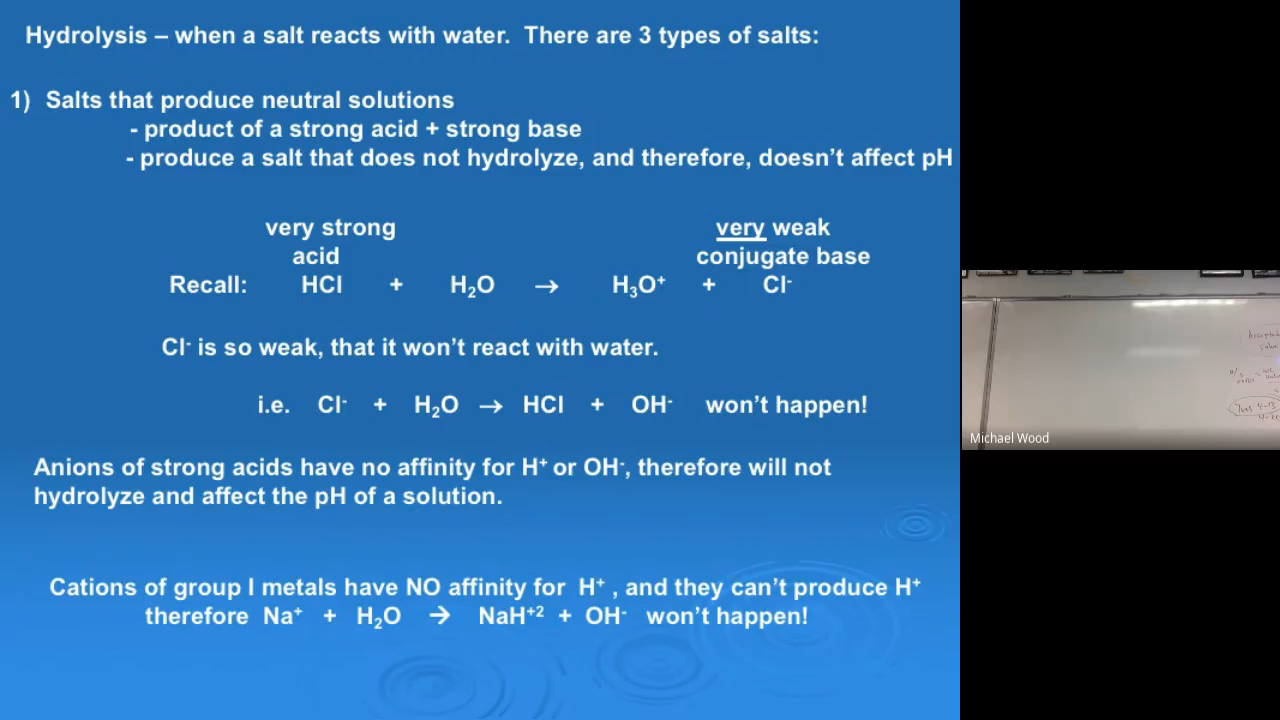 Hydrolysis – when a salt reacts with water.  There are 3 types of salts:
1)  Salts that produce neutral solutions
- product of a strong acid + strong base
- produce a salt that does not hydrolyze, and therefore, doesn’t affect pH
very strong very weak
acid conjugate base
Recall: HCl + H₂O → H₃O⁺ + Cl⁻
Cl⁻ is so weak, that it won’t react with water.
i.e. Cl⁻ + H₂O → HCl + OH⁻ won’t happen!
Anions of strong acids have no affinity for H⁺ or OH⁻, therefore will not
hydrolyze and affect the pH of a solution.
Cations of group I metals have NO affinity for H⁺ , and they can’t produce H⁺
therefore Na⁺ + H₂O → NaH⁺² + OH⁻ won’t happen!
Michael Wood